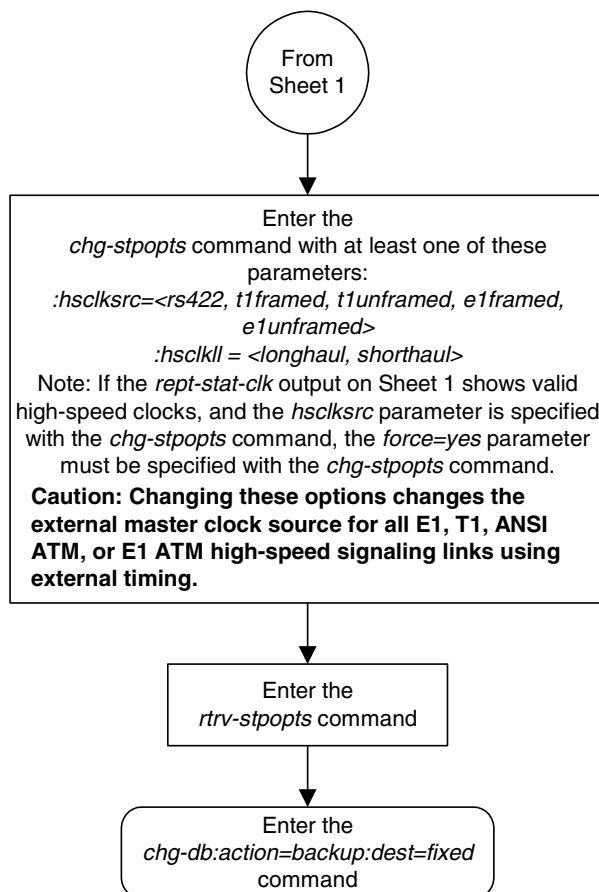 From
Sheet 1
Enter the
chg-stpopts command with at least one of these
parameters:
:hsclksrc=<rs422, t1framed, t1unframed, e1framed,
e1unframed>
:hsclkll = <longhaul, shorthaul>
Note: If the rept-stat-clk output on Sheet 1 shows valid
high-speed clocks, and the hsclksrc parameter is specified
with the chg-stpopts command, the force=yes parameter
must be specified with the chg-stpopts command.
Caution: Changing these options changes the
external master clock source for all E1, T1, ANSI
ATM, or E1 ATM high-speed signaling links using
external timing.
Enter the
rtrv-stpopts command
Enter the
chg-db:action=backup:dest=fixed
command